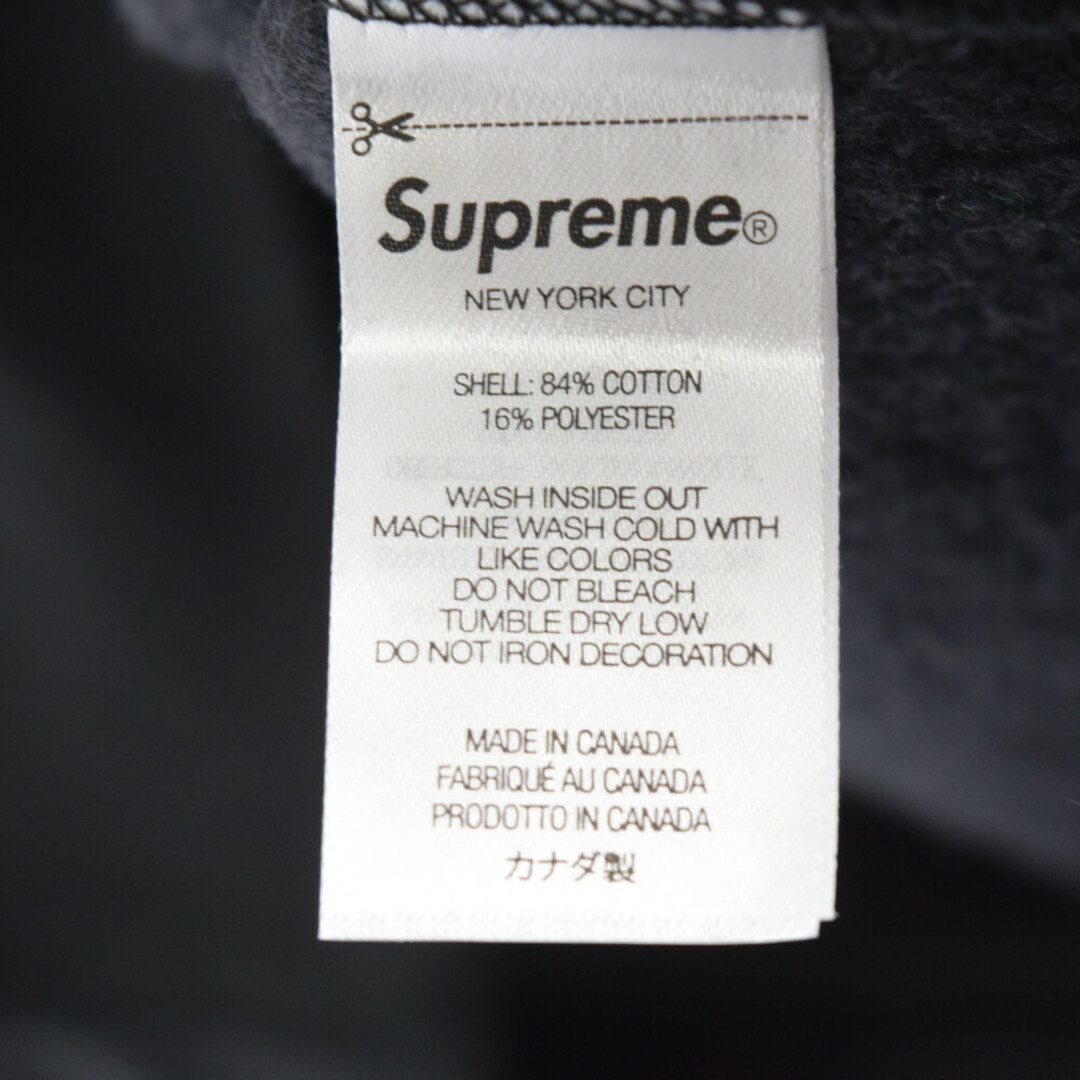 Supreme®
NEW YORK CITY
SHELL: 84% COTTON
16% POLYESTER
WASH INSIDE OUT
MACHINE WASH COLD WITH
LIKE COLORS
DO NOT BLEACH
TUMBLE DRY LOW
DO NOT IRON DECORATION
MADE IN CANADA
FABRIQUÉ AU CANADA
PRODOTTO IN CANADA
カナダ製